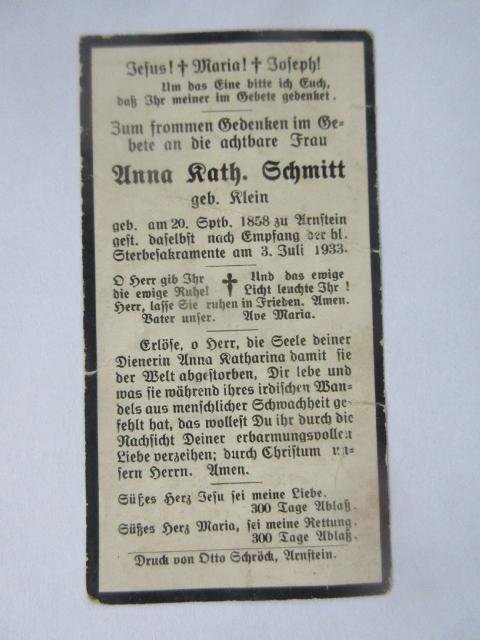 Jesus! † Maria! † Joseph!
Um das Eine bitte ich Euch,
daß Ihr meiner im Gebete gedenket.
Zum frommen Gedenken im Ge-
bete an die achtbare Frau
Anna Kath. Schmitt
geb. Klein
geb. am 20. Sptb. 1858 zu Arnstein
gest. daselbst nach Empfang der hl.
Sterbesakramente am 3. Juli 1933.
O Herr gib Ihr † Und das ewige
die ewige Ruhe! Licht leuchte Ihr!
Herr, lasse Sie ruhen in Frieden. Amen.
Vater unser. Ave Maria.
Erlöse, o Herr, die Seele deiner
Dienerin Anna Katharina damit sie
der Welt abgestorben, Dir lebe und
was sie während ihres irdischen Wan-
dels aus menschlicher Schwachheit ge-
fehlt hat, das wollest Du ihr durch die
Nachsicht Deiner erbarmungsvollen
Liebe verzeihen; durch Christum un-
sern Herrn. Amen.
Süßes Herz Jesu sei meine Liebe.
300 Tage Ablaß.
Süßes Herz Maria, sei meine Rettung.
300 Tage Ablaß.
Druck von Otto Schröck, Arnstein.